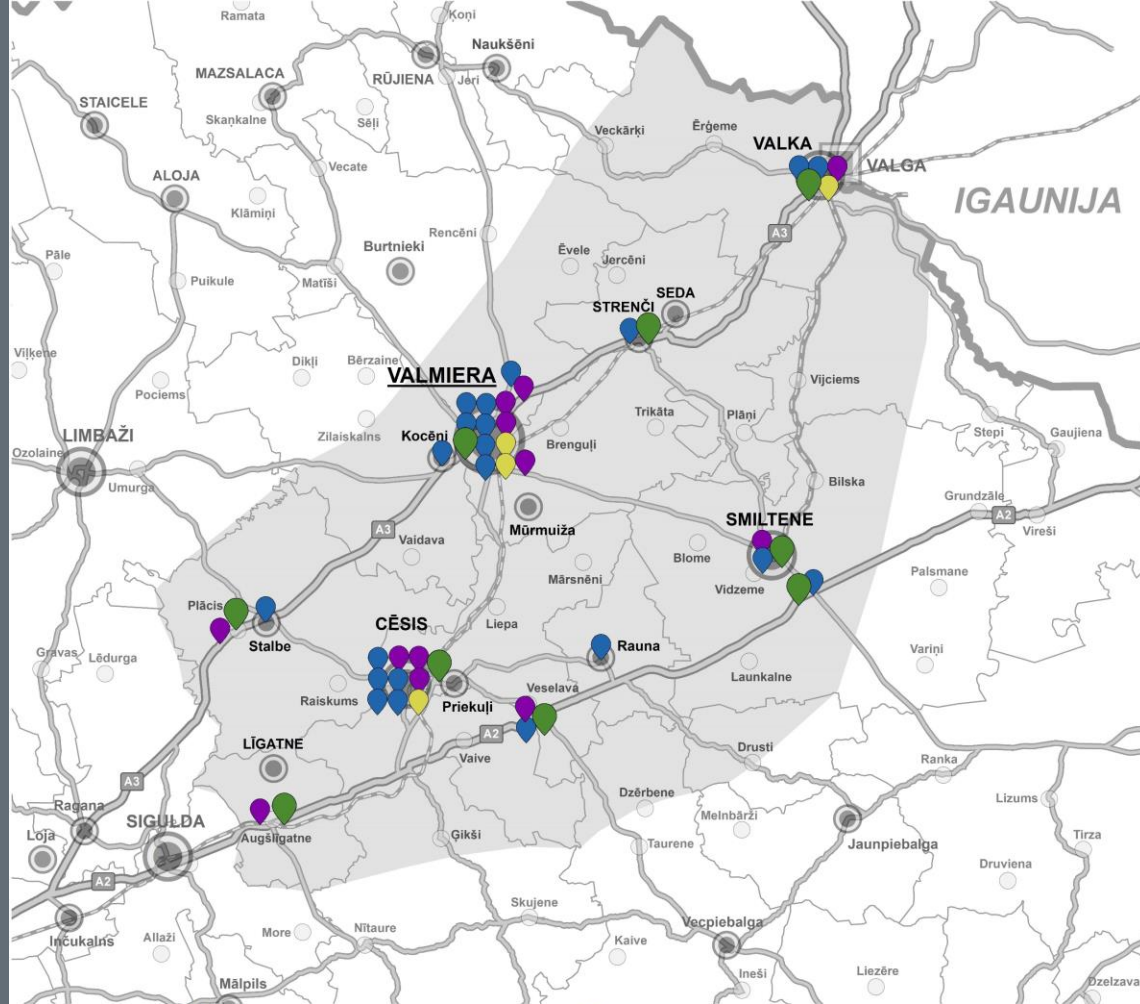 Ramata
Ķoņi
Naukšēni
RŪJIENA
Jeri
MAZSALACA
Skaņkalne
Sēļi
STAICELE
Veckārķi
Ērģeme
VALKA
VALGA
Vecate
ALOJA
Klāmiņi
IGAUNIJA
Rencēni
A3
Burtnieki
Ēvele
Jercēni
Pāle
Puikule
Matīši
SEDA
STRENČI
Viļķene
Dikļi
Bērzaine
VALMIERA
Vijciems
Pociems
Zilaiskalns
Kocēni
Trikāta
Plāņi
Brenguļi
Stepi
Gaujiena
LIMBAŽI
Ozolaine
Umurga
Bilska
Grundzāle
A2
Vireši
Mūrmuiža
SMILTENE
A3
Vaidava
Blome
Mārsnēni
Vidzeme
Palsmane
Plācis
Liepa
CĒSIS
Stalbe
Rauna
Gravas
Lēdurga
Variņi
Launkalne
Raiskums
Priekuļi
Veselava
A2
LĪGATNE
Vaive
Drusti
Ranka
A3
Ragana
SIGULDA
Dzērbene
Melnbārži
Lizums
Loja
Augšlīgatne
Ģikši
Taurene
Jaunpiebalga
Tirza
Druviena
A2
Skujene
Vecpiebalga
Inčukalns
Allaži
More
Nītaure
Kaive
Mālpils
Ineši
Liezēre
Dzelzava